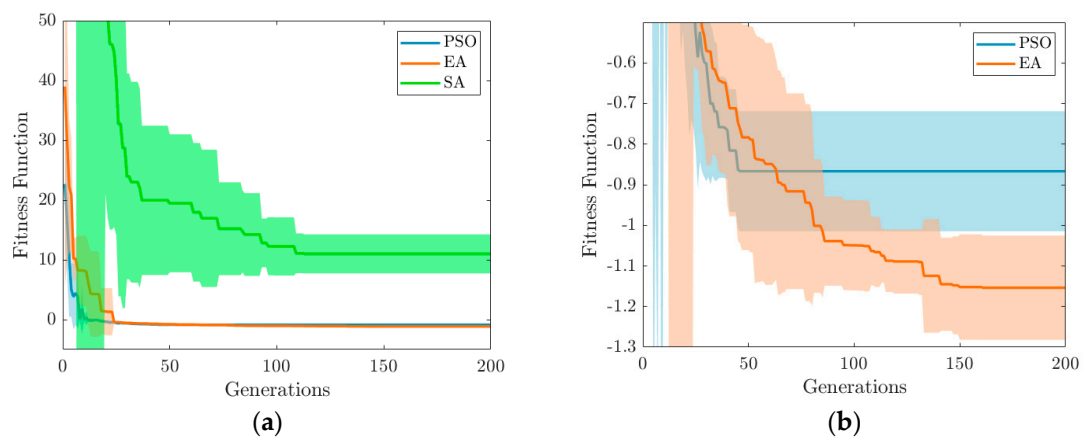 PSO
EA
SA
50
40
30
20
10
0
Fitness Function
0
50
100
150
200
Generations
(a)
PSO
EA
-0.6
-0.7
-0.8
-0.9
-1
-1.1
-1.2
-1.3
Fitness Function
0
50
100
150
200
Generations
(b)